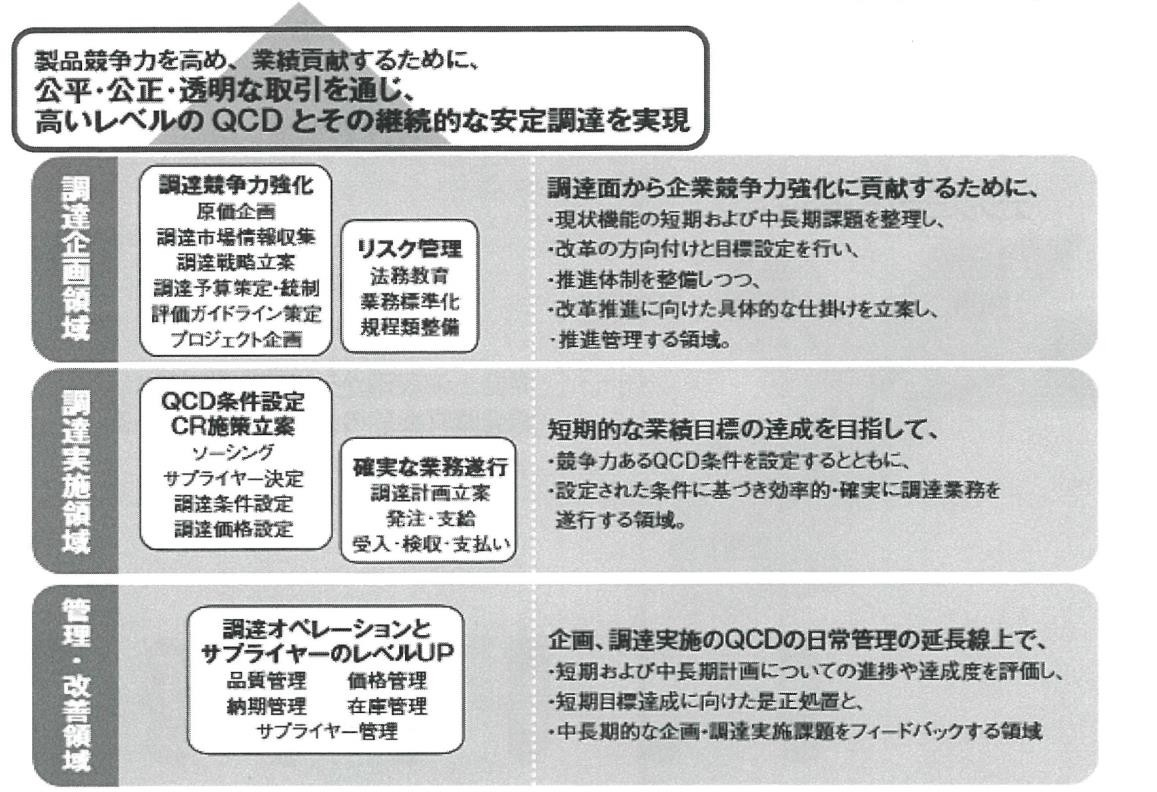 製品競争力を高め、業績貢献するために、
公平・公正・透明な取引を通じ、
高いレベルの QCD とその継続的な安定調達を実現
調達企画領域
調達競争力強化
原価企画
調達市場情報収集
調達戦略立案
調達予算策定・統制
評価ガイドライン策定
プロジェクト企画
リスク管理
法務教育
業務標準化
規程類整備
調達面から企業競争力強化に貢献するために、
・現状機能の短期および中長期課題を整理し、
・改革の方向付けと目標設定を行い、
・推進体制を整備しつつ、
・改革推進に向けた具体的な仕掛けを立案し、
・推進管理する領域。
調達実施領域
QCD条件設定
CR施策立案
ソーシング
サプライヤー決定
調達条件設定
調達価格設定
確実な業務遂行
調達計画立案
発注・支給
受入・検収・支払い
短期的な業績目標の達成を目指して、
・競争力あるQCD条件を設定するとともに、
・設定された条件に基づき効率的・確実に調達業務を
遂行する領域。
管理・改善領域
調達オペレーションと
サプライヤーのレベルUP
品質管理 価格管理
納期管理 在庫管理
サプライヤー管理
企画、調達実施のQCDの日常管理の延長線上で、
・短期および中長期計画についての進捗や達成度を評価し、
・短期目標達成に向けた是正処置と、
・中長期的な企画・調達実施課題をフィードバックする領域